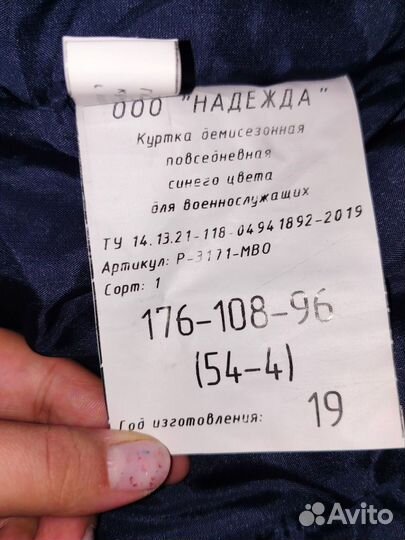 ООО "НАДЕЖДА"
Куртка демисезонная
повседневная
синего цвета
для военнослужащих
ТУ 14.13.21-118-04941892-2019
Артикул: Р-3171-МВО
Сорт: 1
176-108-96
(54-4)
Год изготовления: 19
Avito